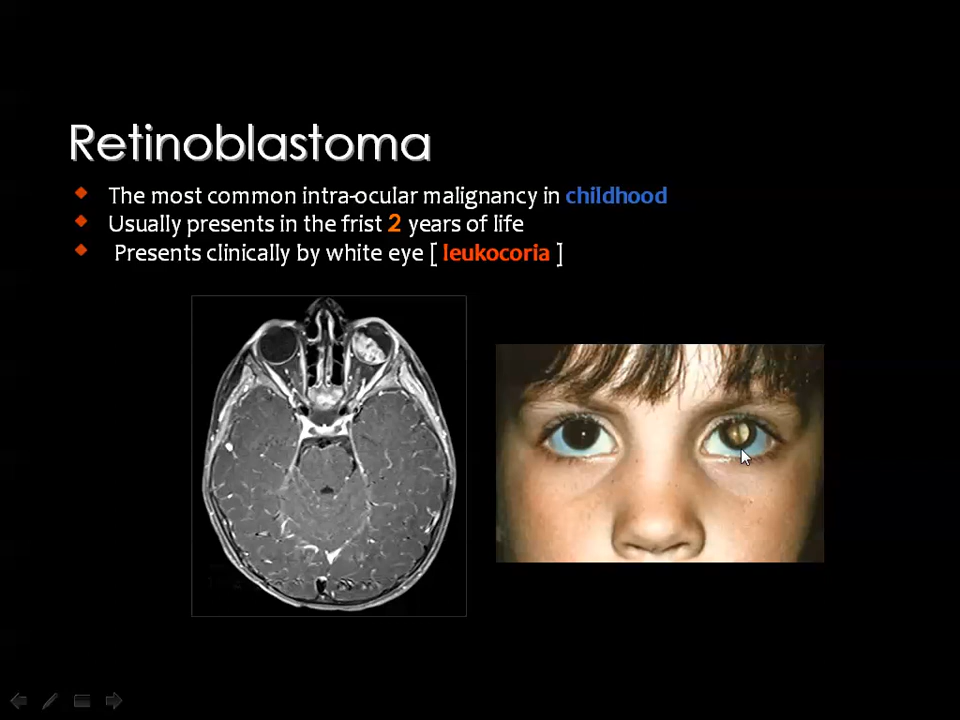 Retinoblastoma
The most common intra-ocular malignancy in childhood
Usually presents in the frist 2 years of life
Presents clinically by white eye [ leukocoria ]